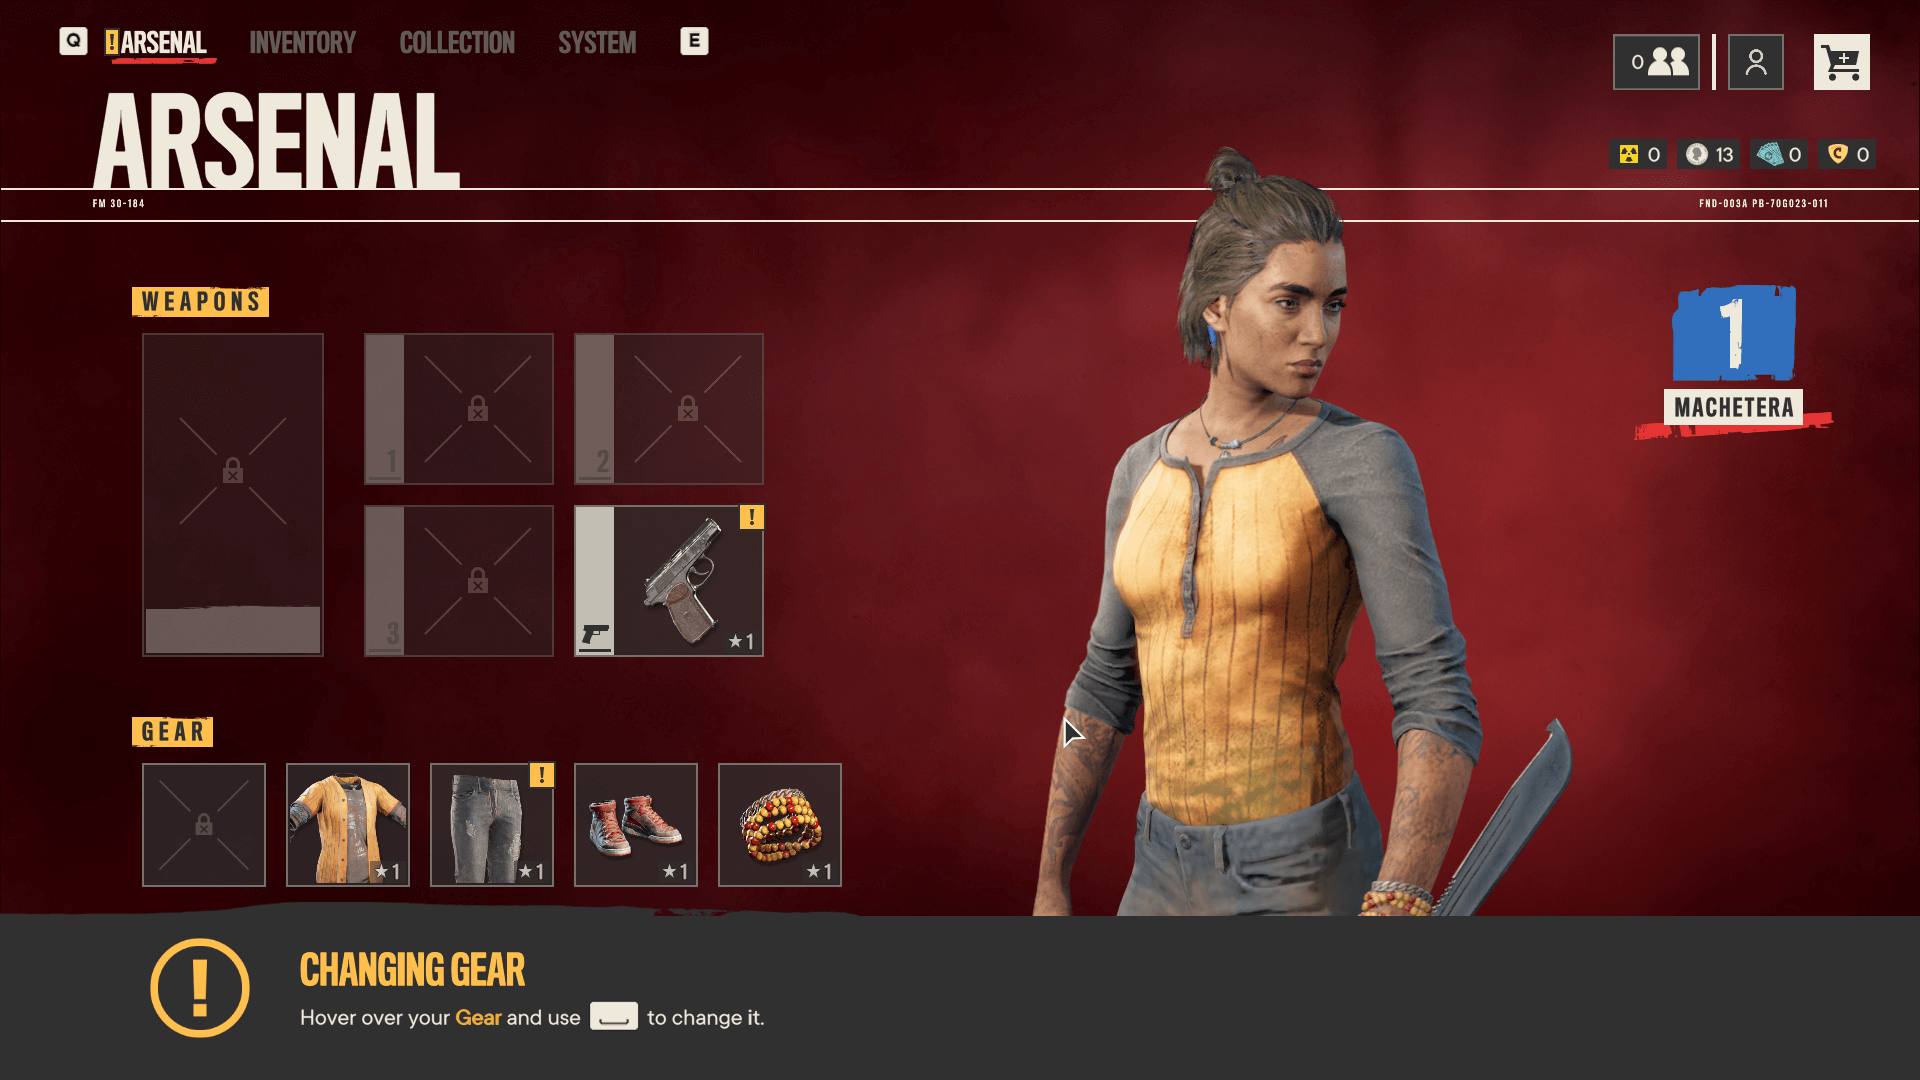 Q ! ARSENAL INVENTORY COLLECTION SYSTEM E
0
ARSENAL
0 13 0 C 0
FM 30-184
FND-003A PB-70G023-011
WEAPONS
1
MACHETERA
1 2
3 ! ★1
GEAR
!
★1 ★1 ★1 ★1
! CHANGING GEAR
Hover over your Gear and use to change it.